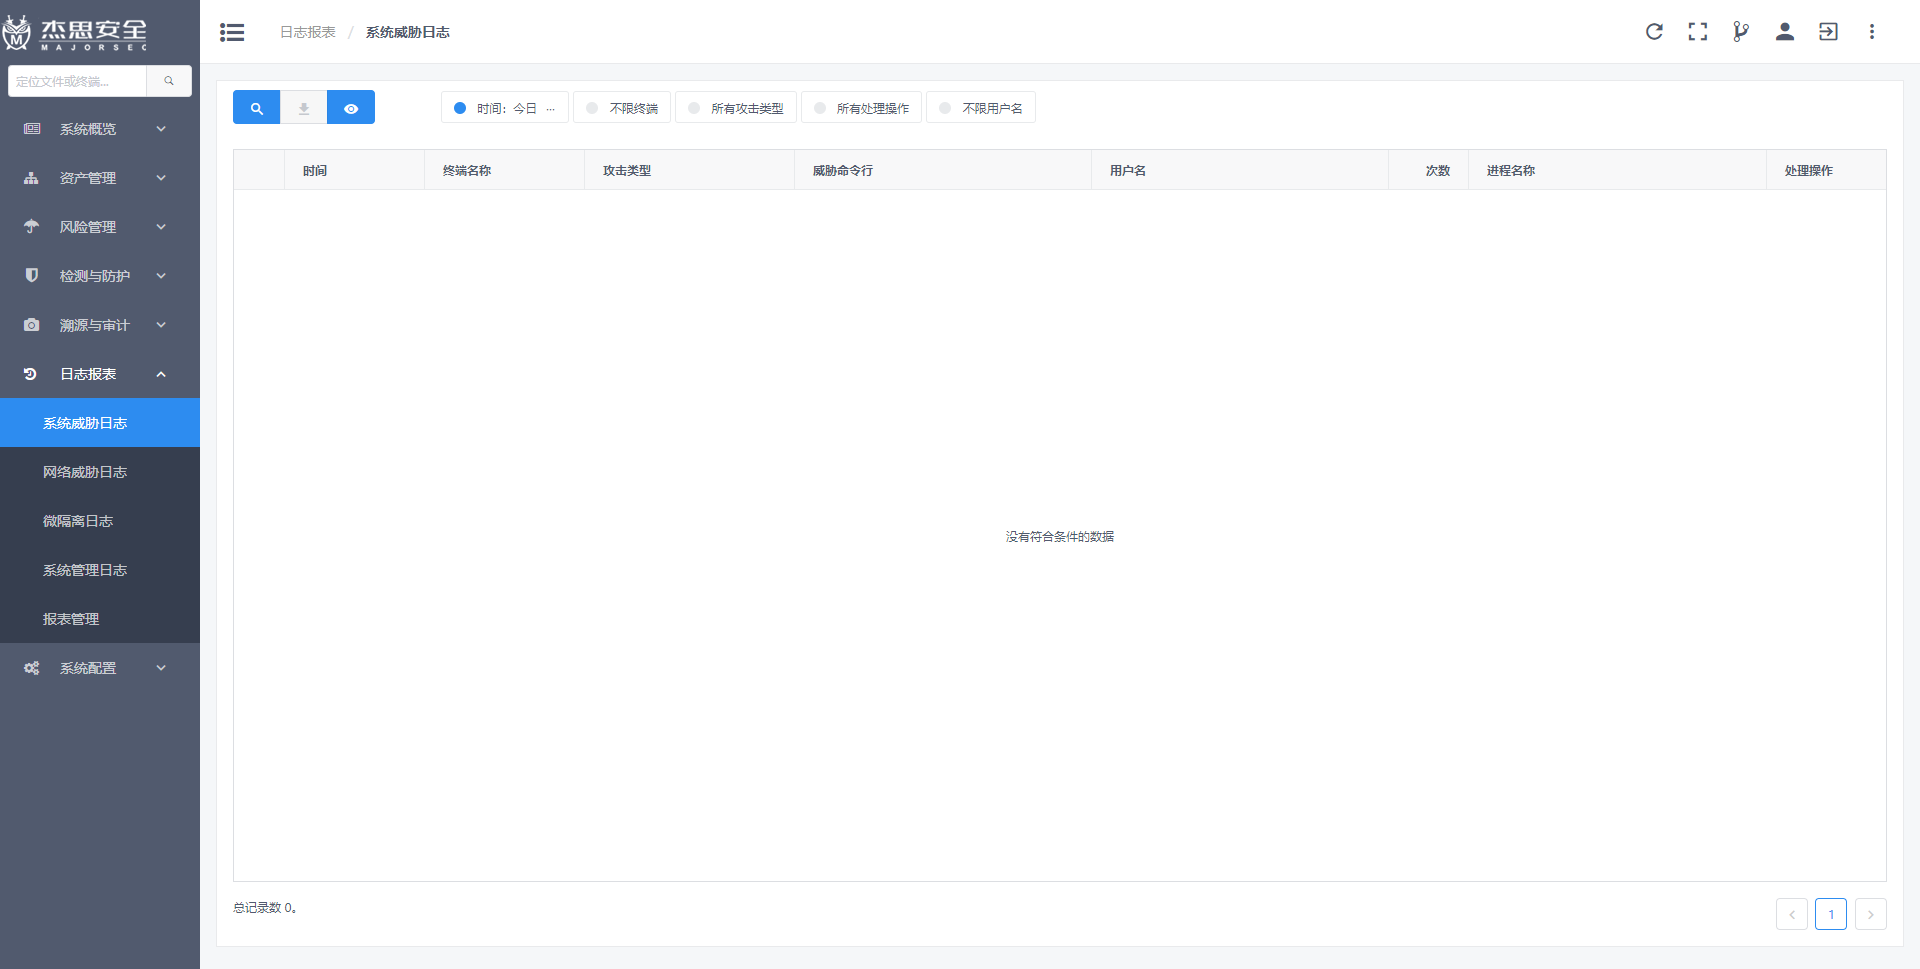 杰思安全
MAJORSEC
定位文件或终端...
系统概览
资产管理
风险管理
检测与防护
溯源与审计
日志报表
系统威胁日志
网络威胁日志
微隔离日志
系统管理日志
报表管理
系统配置
日志报表 / 系统威胁日志
时间：今日 ... 不限终端 所有攻击类型 所有处理操作 不限用户名
时间 终端名称 攻击类型 威胁命令行 用户名 次数 进程名称 处理操作
没有符合条件的数据
总记录数 0。
1